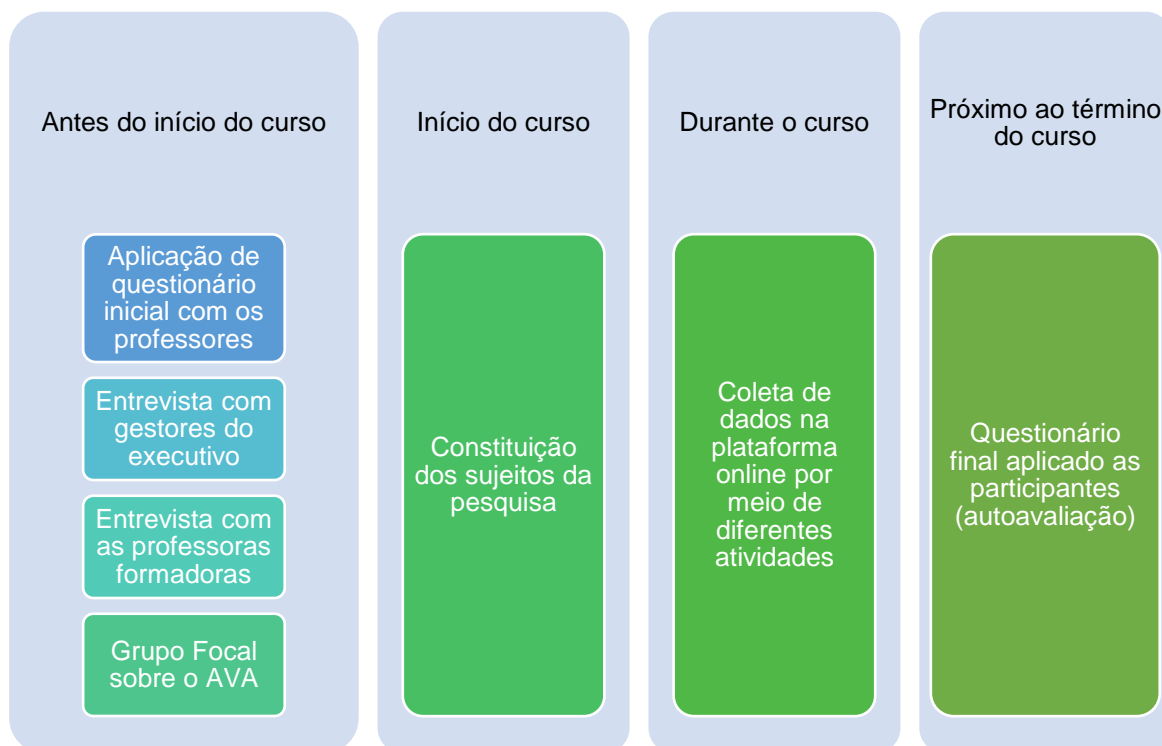 Antes do início do curso
Aplicação de
questionário
inicial com os
professores
Entrevista com
gestores do
executivo
Entrevista com
as professoras
formadoras
Grupo Focal
sobre o AVA
Início do curso
Constituição
dos sujeitos da
pesquisa
Durante o curso
Coleta de
dados na
plataforma
online por
meio de
diferentes
atividades
Próximo ao término
do curso
Questionário
final aplicado as
participantes
(autoavaliação)